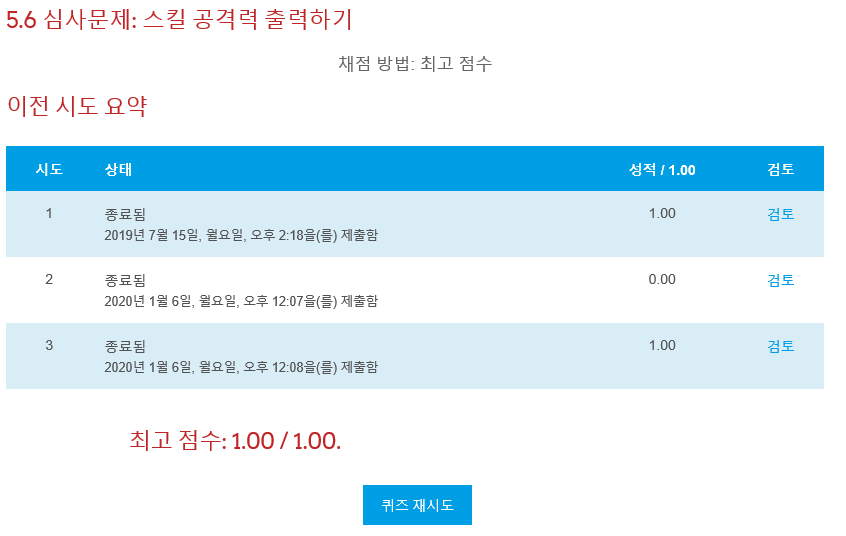 5.6 심사문제: 스킬 공격력 출력하기
채점 방법: 최고 점수
이전 시도 요약
시도 상태 성적 / 1.00 검토
1 종료됨 1.00 검토
2019년 7월 15일, 월요일, 오후 2:18을(를) 제출함
2 종료됨 0.00 검토
2020년 1월 6일, 월요일, 오후 12:07을(를) 제출함
3 종료됨 1.00 검토
2020년 1월 6일, 월요일, 오후 12:08을(를) 제출함
최고 점수: 1.00 / 1.00.
퀴즈 재시도